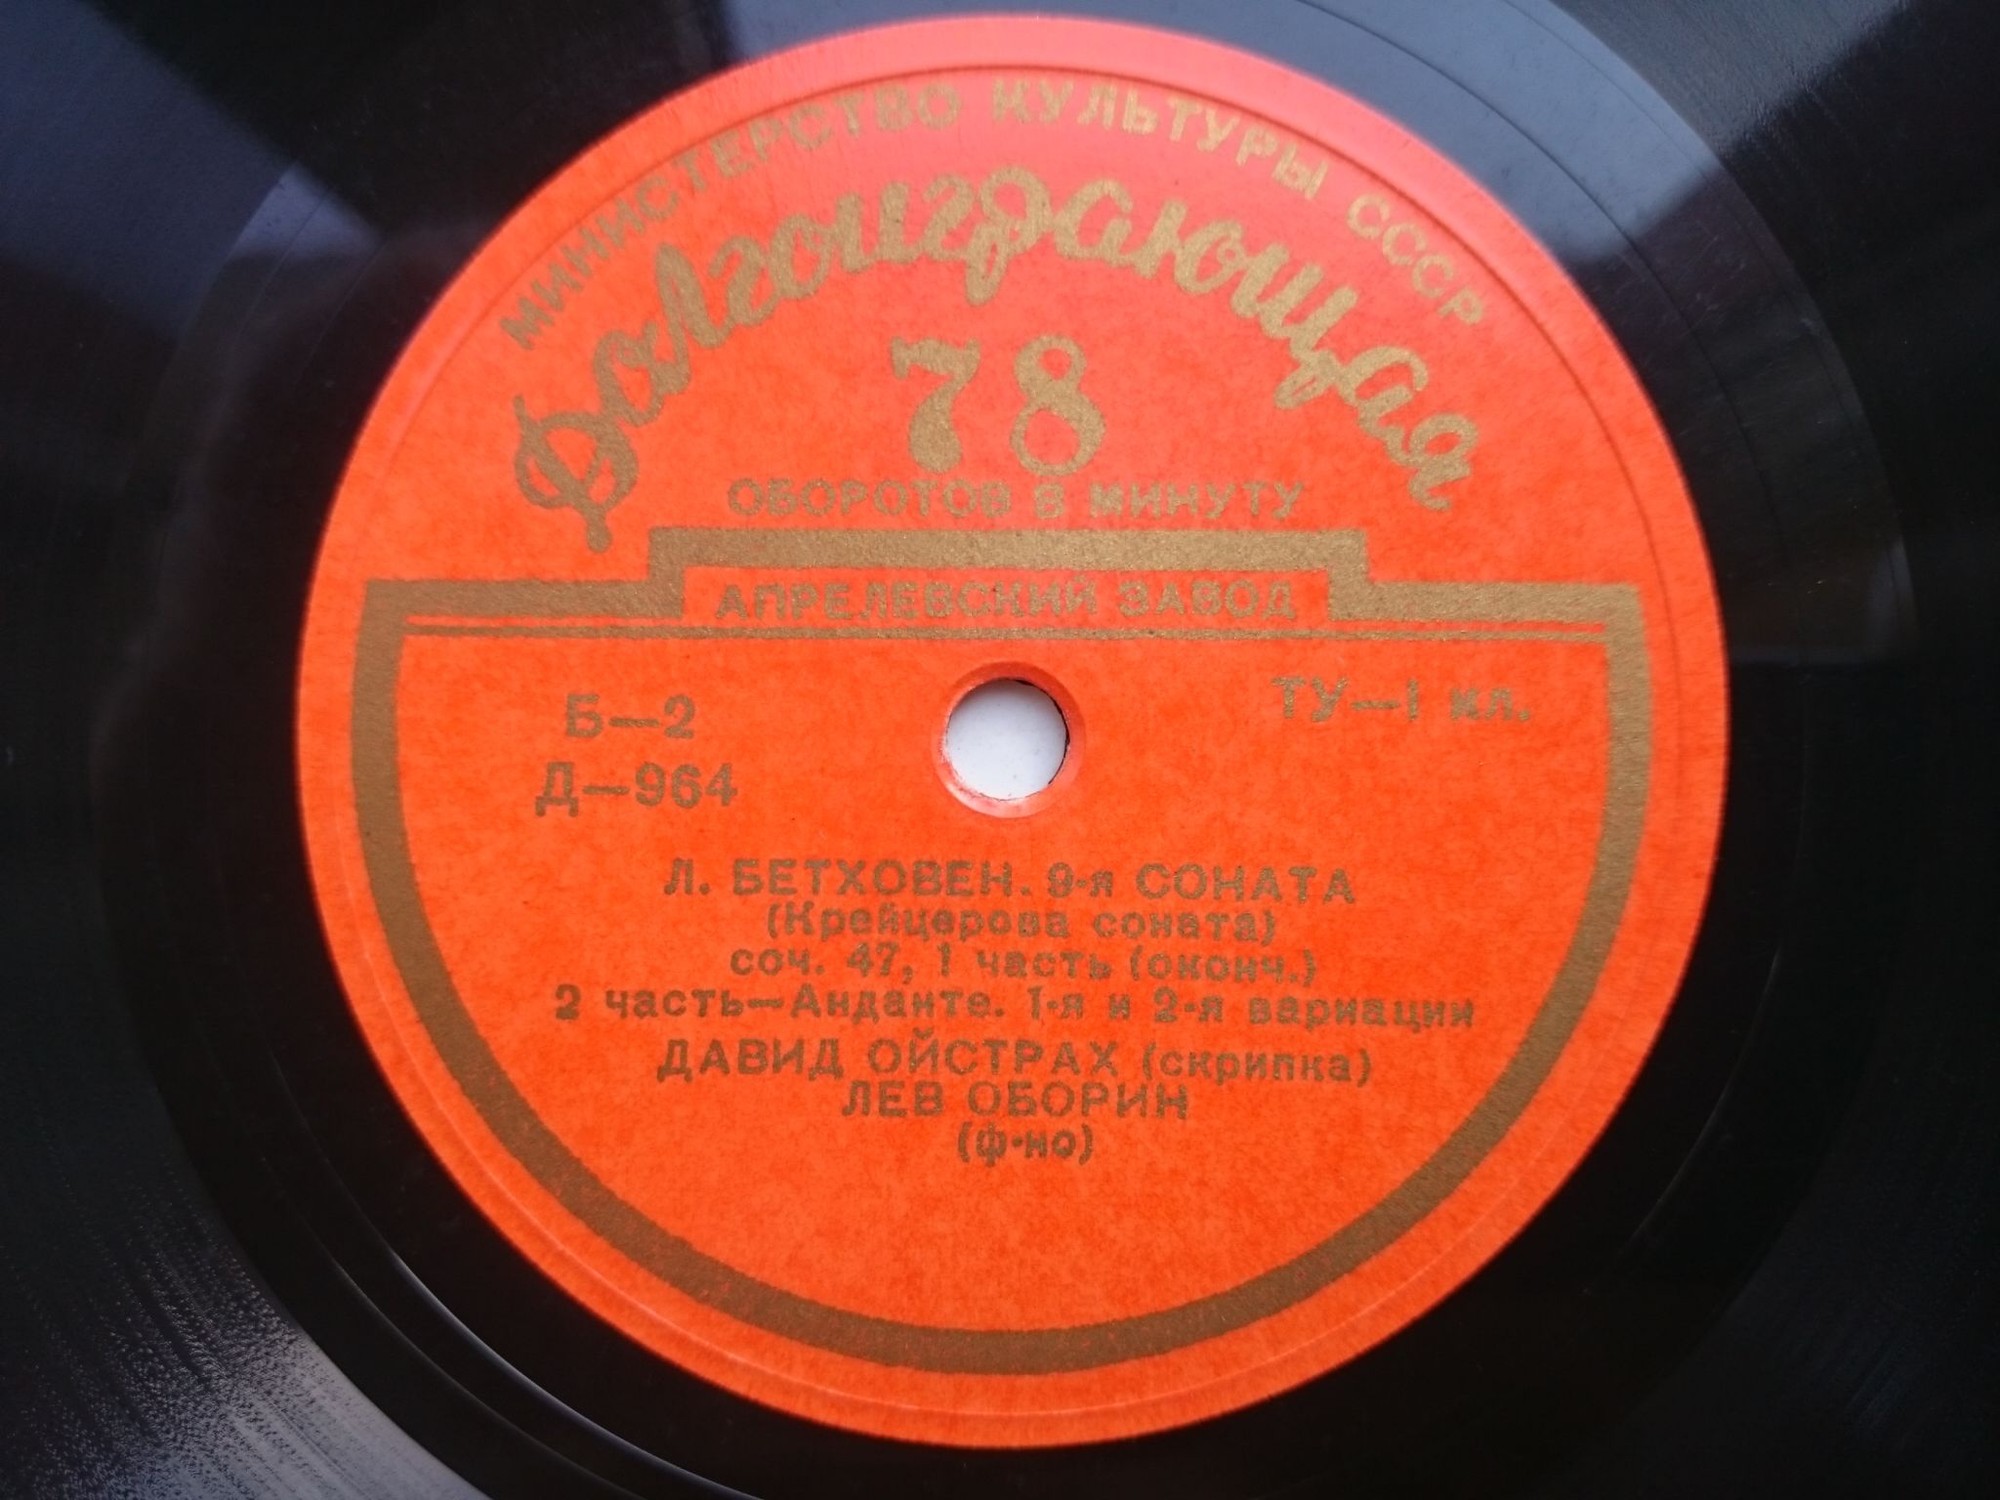 МИНИСТЕРСТВО КУЛЬТУРЫ СССР
Долгоиграющая
78
ОБОРОТОВ В МИНУТУ
АПРЕЛЕВСКИЙ ЗАВОД
Б—2
ТУ—1 кл.
Д—964
Л. БЕТХОВЕН. 9-я СОНАТА
(Крейцерова соната)
соч. 47, 1 часть (оконч.)
2 часть—Анданте. 1-я и 2-я вариации
ДАВИД ОЙСТРАХ (скрипка)
ЛЕВ ОБОРИН
(ф-но)